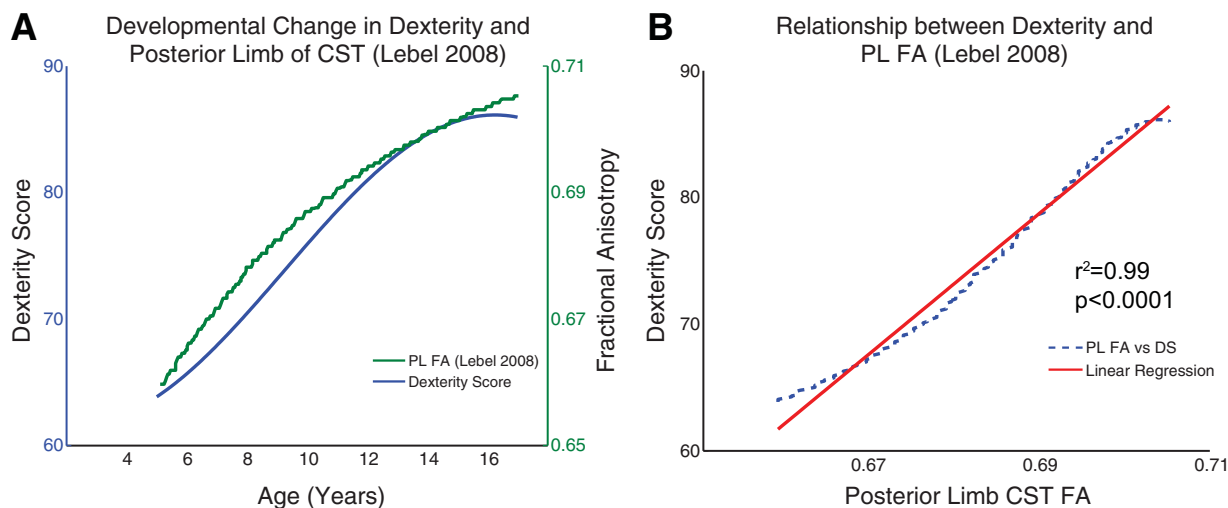 A
Developmental Change in Dexterity and
Posterior Limb of CST (Lebel 2008)
90
80
70
60
Dexterity Score
0.71
0.69
0.67
0.65
Fractional Anisotropy
PL FA (Lebel 2008)
Dexterity Score
4 6 8 10 12 14 16
Age (Years)
B
Relationship between Dexterity and
PL FA (Lebel 2008)
90
80
70
60
Dexterity Score
r²=0.99
p<0.0001
PL FA vs DS
Linear Regression
0.67 0.69 0.71
Posterior Limb CST FA